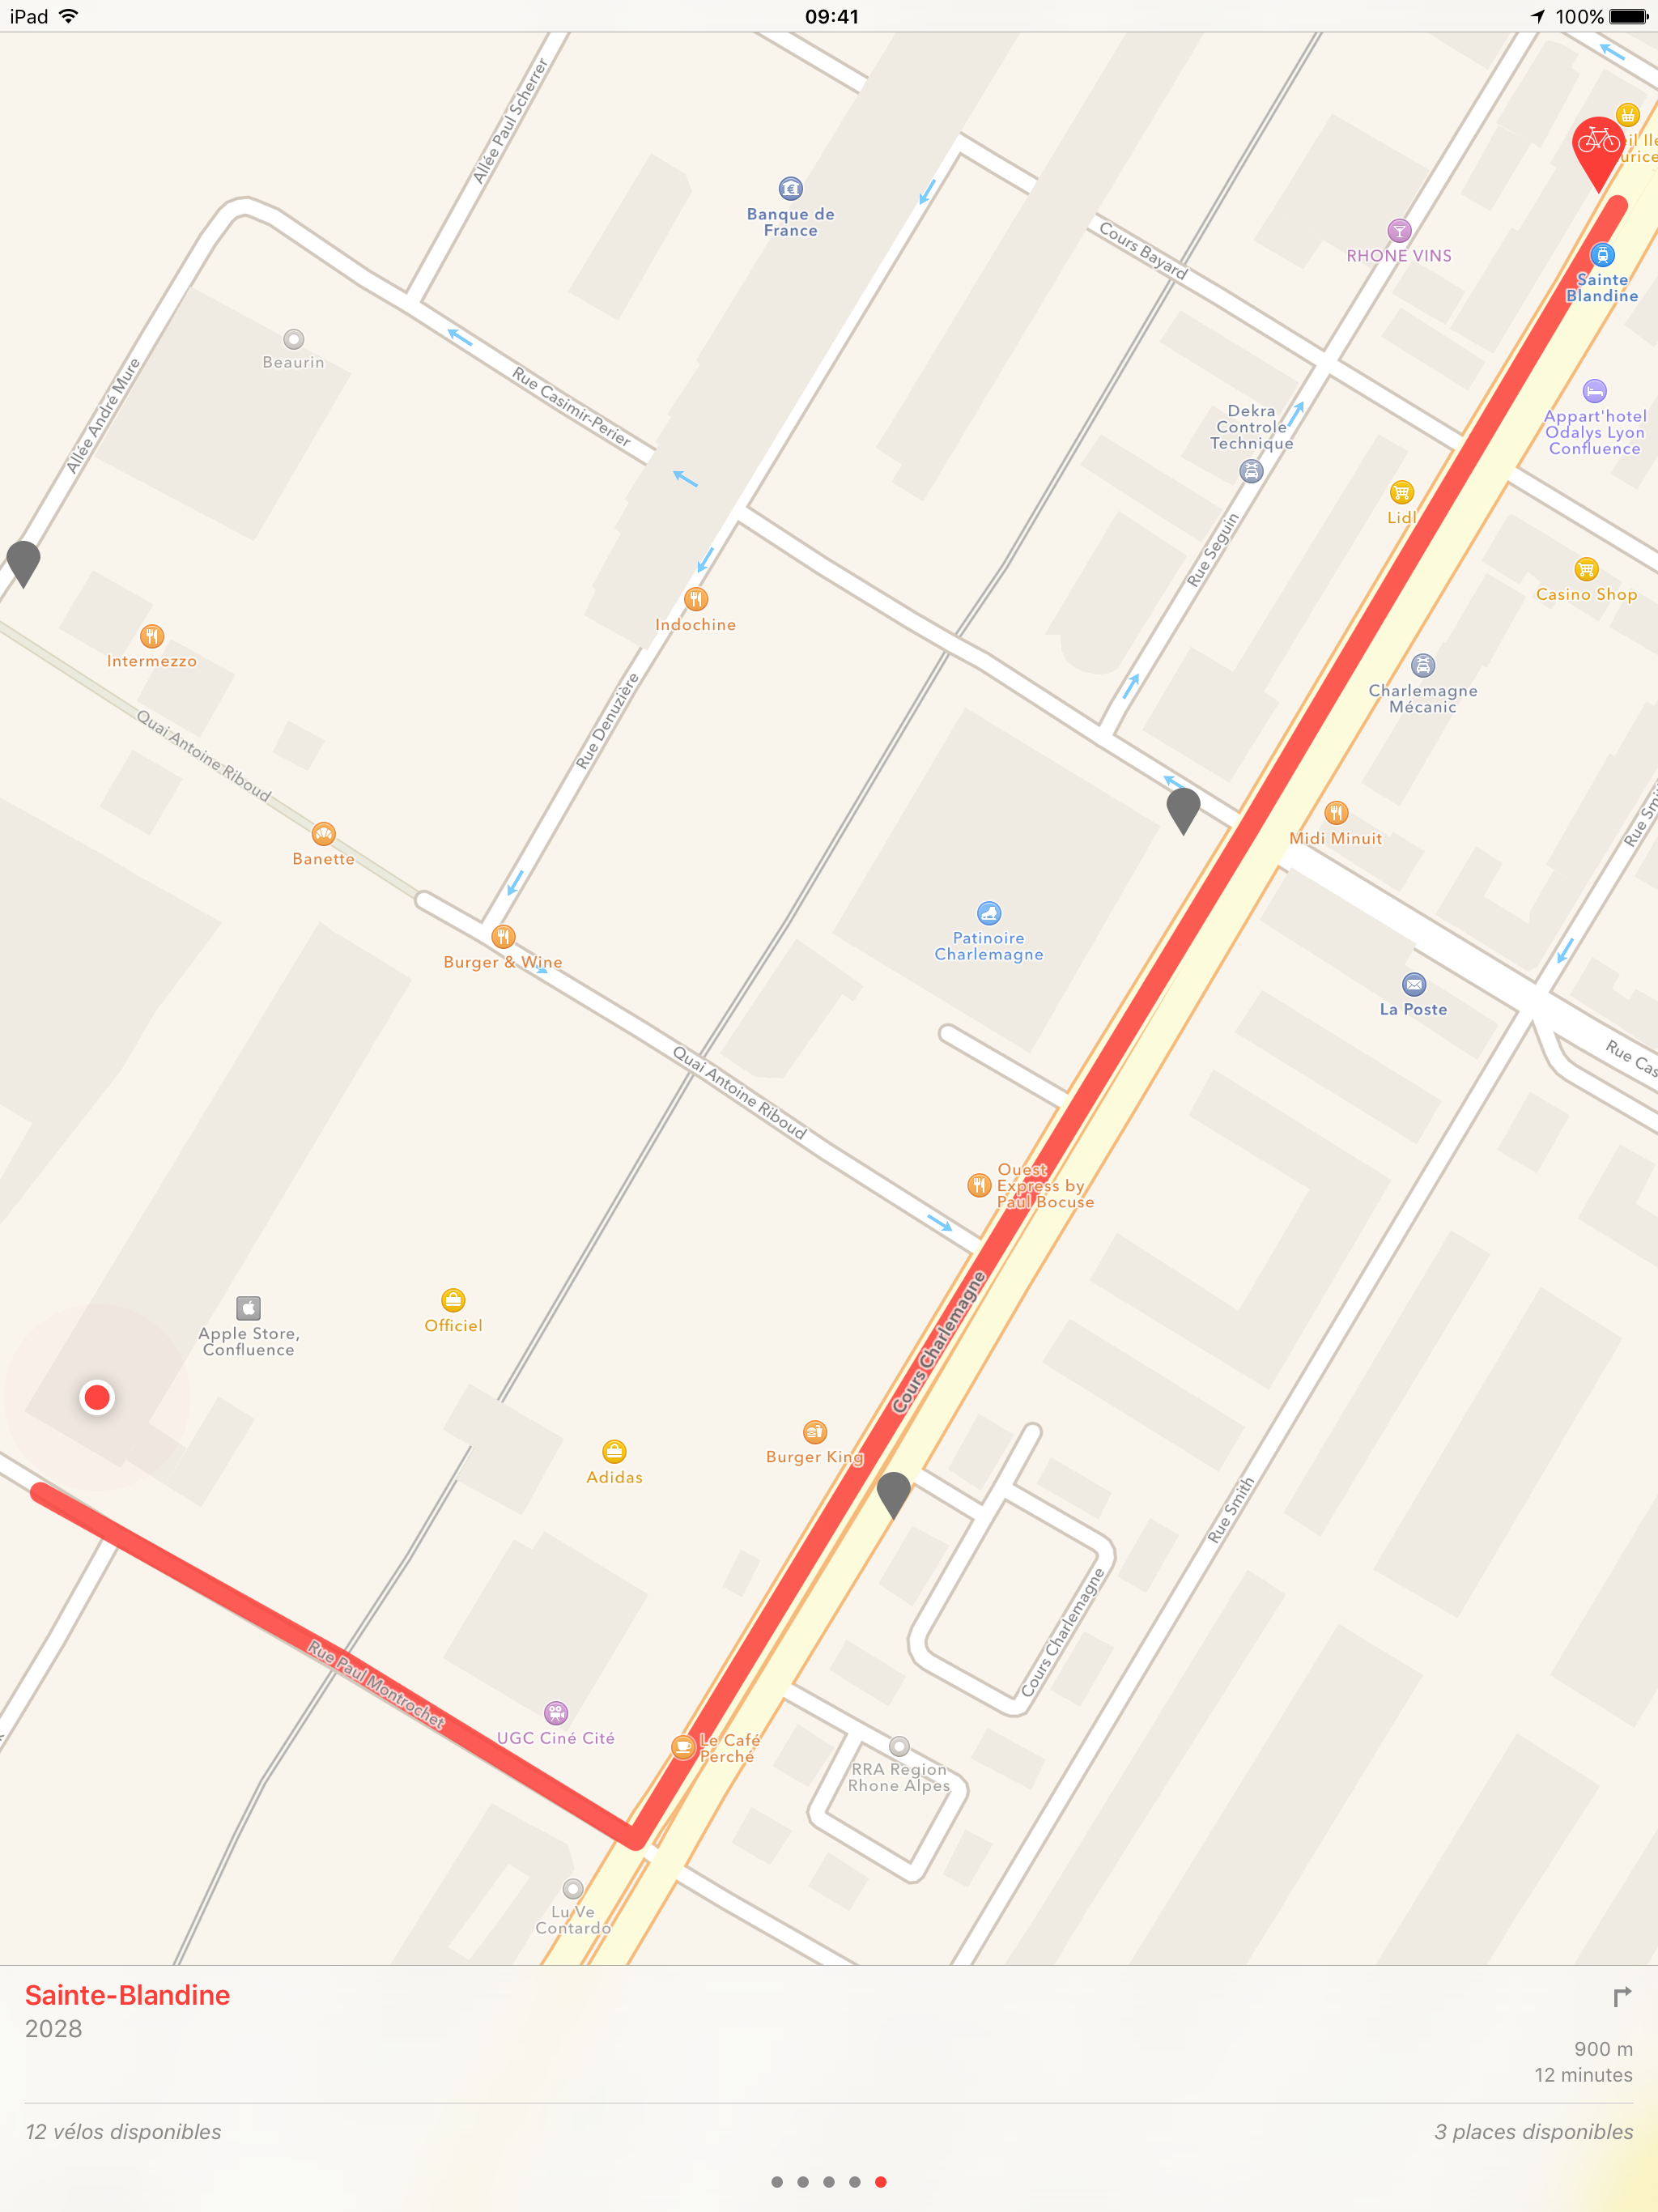 iPad
09:41
100%
Allée Paul Scherrer
Banque de
France
Cours Bayard
RHONE VINS
Sainte
Blandine
Beaurin
Allée André Mure
Rue Casimir-Perier
Dekra
Controle
Technique
Appart'hotel
Odalys Lyon
Confluence
Lidl
Rue Seguin
Casino Shop
Indochine
Intermezzo
Quai Antoine Riboud
Rue Denuzière
Charlemagne
Mécanic
Midi Minuit
Banette
Burger & Wine
Patinoire
Charlemagne
La Poste
Quai Antoine Riboud
Ouest
Express by
Paul Bocuse
Cours Charlemagne
Apple Store,
Confluence
Officiel
Burger King
Adidas
Rue Smith
Cours Charlemagne
Rue Paul Montrochet
UGC Ciné Cité
Le Café
Perché
RRA Region
Rhone Alpes
Lu Ve
Contardo
Sainte-Blandine
2028
900 m
12 minutes
12 vélos disponibles
3 places disponibles